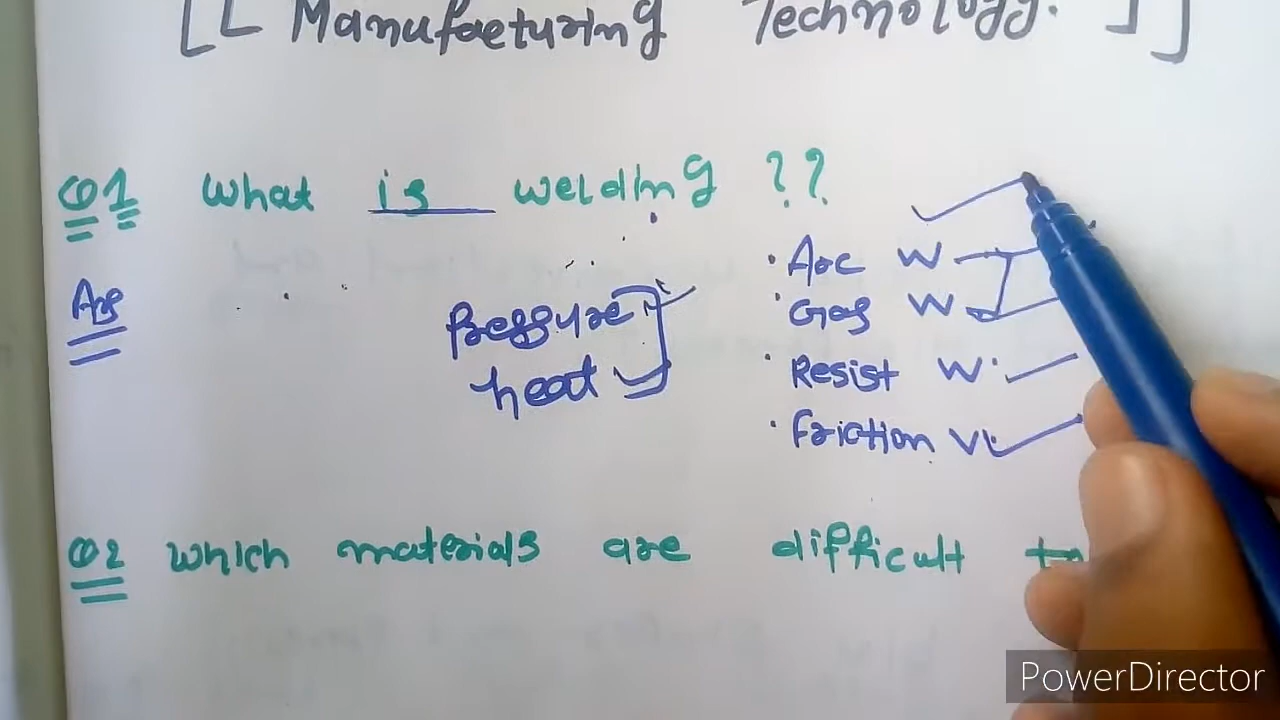 [[ Manufacturing Technology. ]]
Q1 What is welding ??
Ans
Pressure
heat
• Arc W
• Gas W
• Resist W
• Friction W
Q2 Which materials are difficult to
PowerDirector